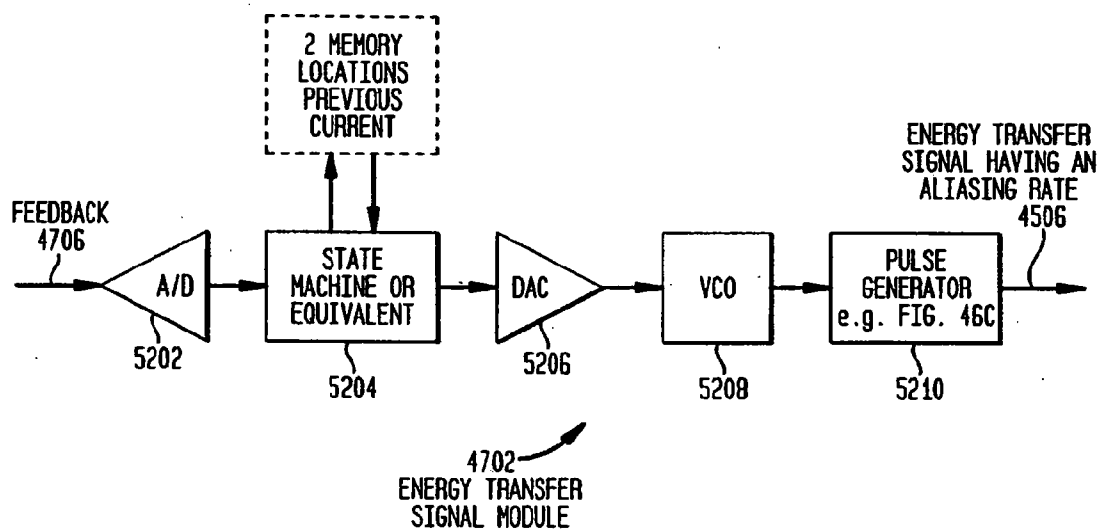 2 MEMORY
LOCATIONS
PREVIOUS
CURRENT
ENERGY TRANSFER
SIGNAL HAVING AN
ALIASING RATE
4506
FEEDBACK
4706
A/D
5202
STATE
MACHINE OR
EQUIVALENT
5204
DAC
5206
VCO
5208
PULSE
GENERATOR
e.g. FIG. 46C
5210
4702
ENERGY TRANSFER
SIGNAL MODULE